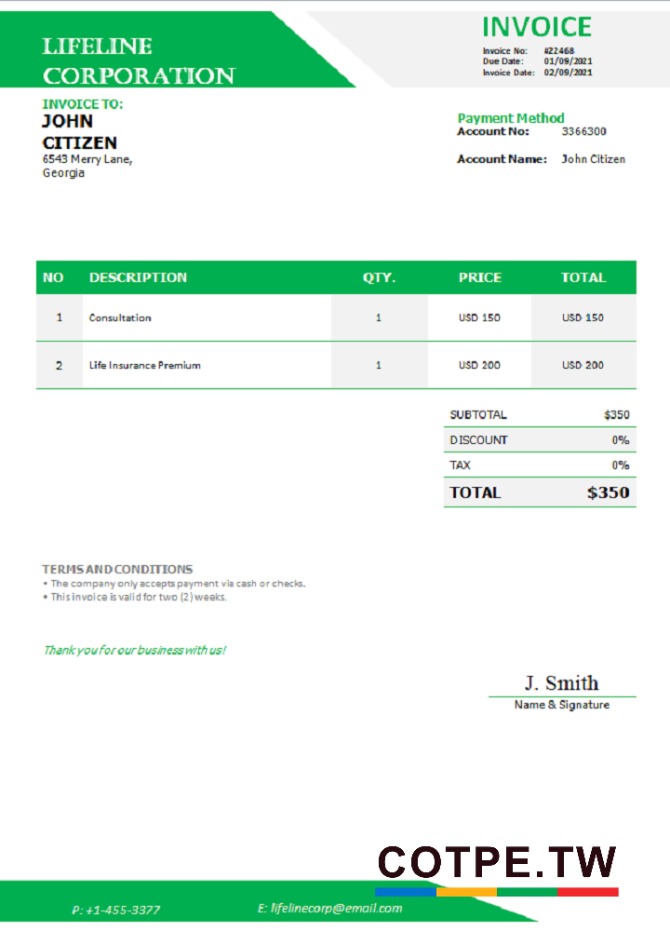 LIFELINE
CORPORATION
INVOICE
Invoice No: #22468
Due Date: 01/09/2021
Invoice Date: 02/09/2021
INVOICE TO:
JOHN
CITIZEN
6543 Merry Lane,
Georgia
Payment Method
Account No: 3366300
Account Name: John Citizen
NO DESCRIPTION QTY. PRICE TOTAL
1 Consultation 1 USD 150 USD 150
2 Life Insurance Premium 1 USD 200 USD 200
SUBTOTAL $350
DISCOUNT 0%
TAX 0%
TOTAL $350
TERMS AND CONDITIONS
• The company only accepts payment via cash or checks.
• This invoice is valid for two (2) weeks.
Thank you for our business with us!
J. Smith
Name & Signature
COTPE.TW
P: +1-455-3377 E: lifelinecorp@email.com